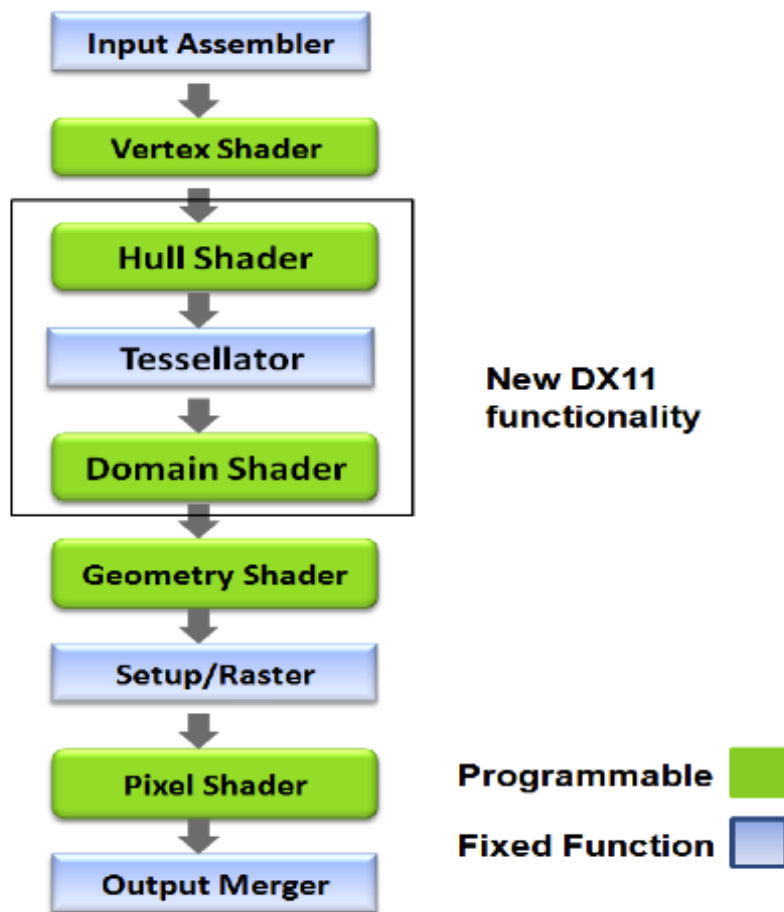 Input Assembler
Vertex Shader
Hull Shader
Tessellator
Domain Shader
New DX11
functionality
Geometry Shader
Setup/Raster
Pixel Shader
Output Merger
Programmable
Fixed Function